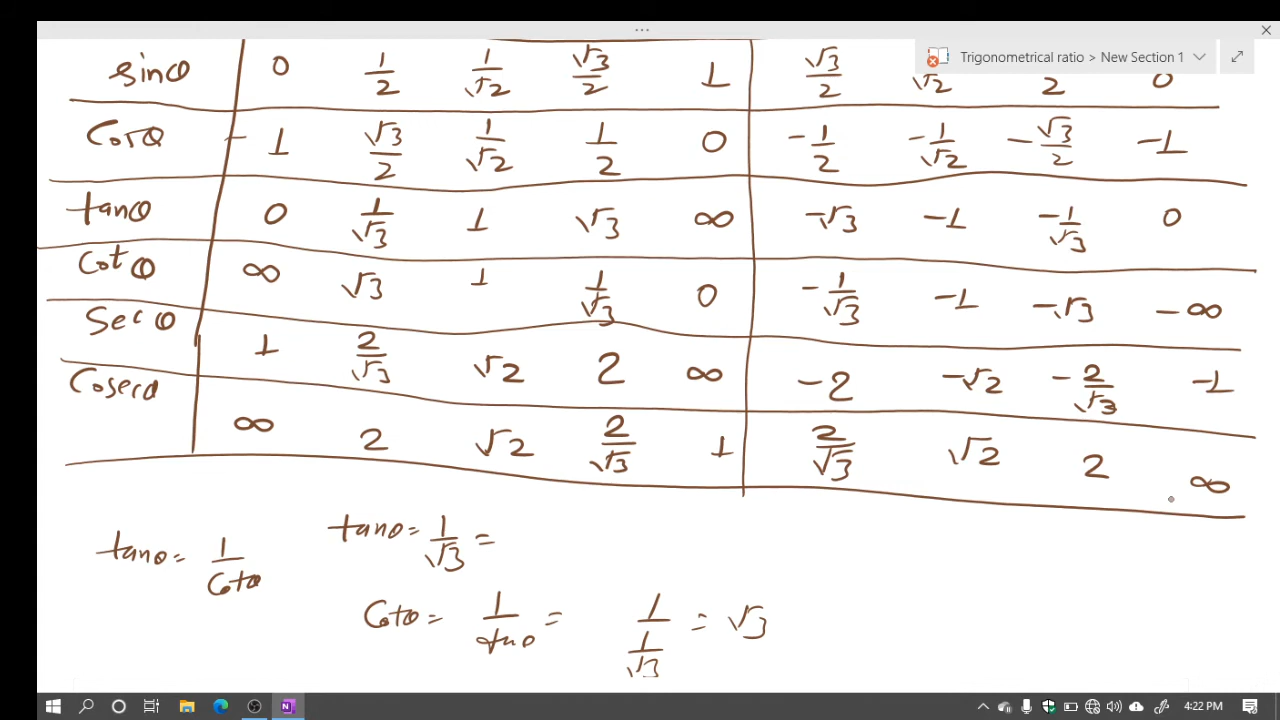 Trigonometrical ratio > New Section 1
sinθ 0 1/2 1/√2 √3/2 1 √3/2 √2 2 0
Cosθ - 1 √3/2 1/√2 1/2 0 -1/2 -1/√2 -√3/2 -1
tanθ 0 1/√3 1 √3 ∞ -√3 -1 -1/√3 0
Cotθ ∞ √3 1 1/√3 0 -1/√3 -1 -√3 -∞
Secθ 1 2/√3 √2 2 ∞ -2 -√2 -2/√3 -1
Cosecθ ∞ 2 √2 2/√3 1 2/√3 √2 2 ∞
tanθ = 1/Cotθ
tanθ = 1/√3 =
Cotθ = 1/tanθ = 1/1/√3 = √3
4:22 PM